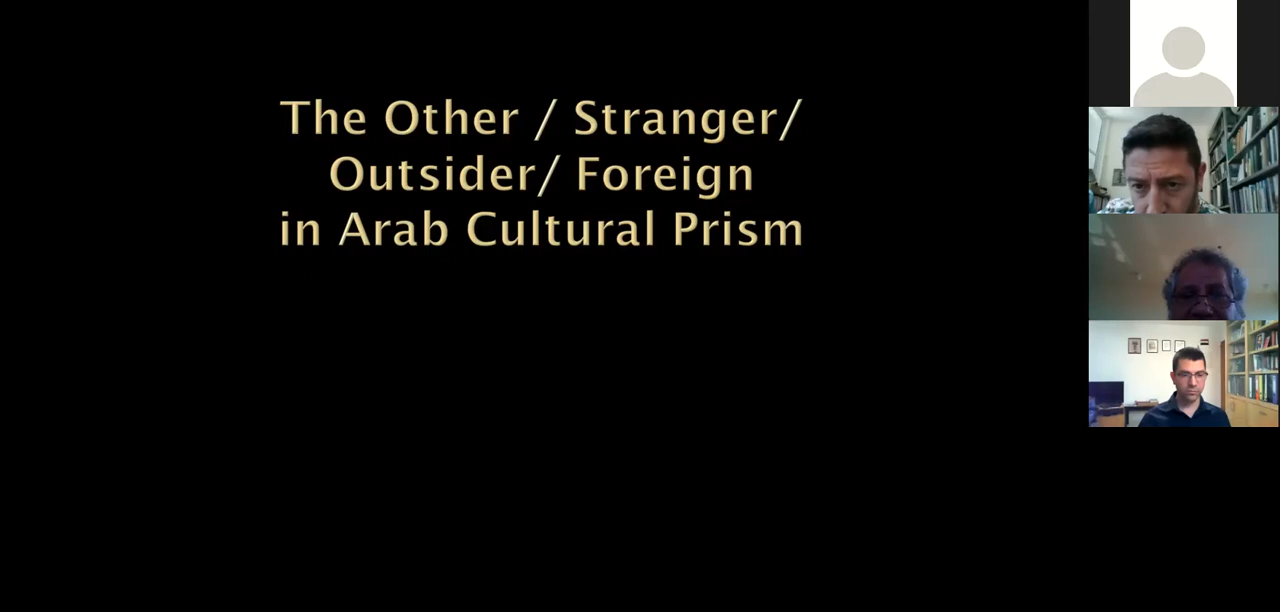 The Other / Stranger/
Outsider/ Foreign
in Arab Cultural Prism